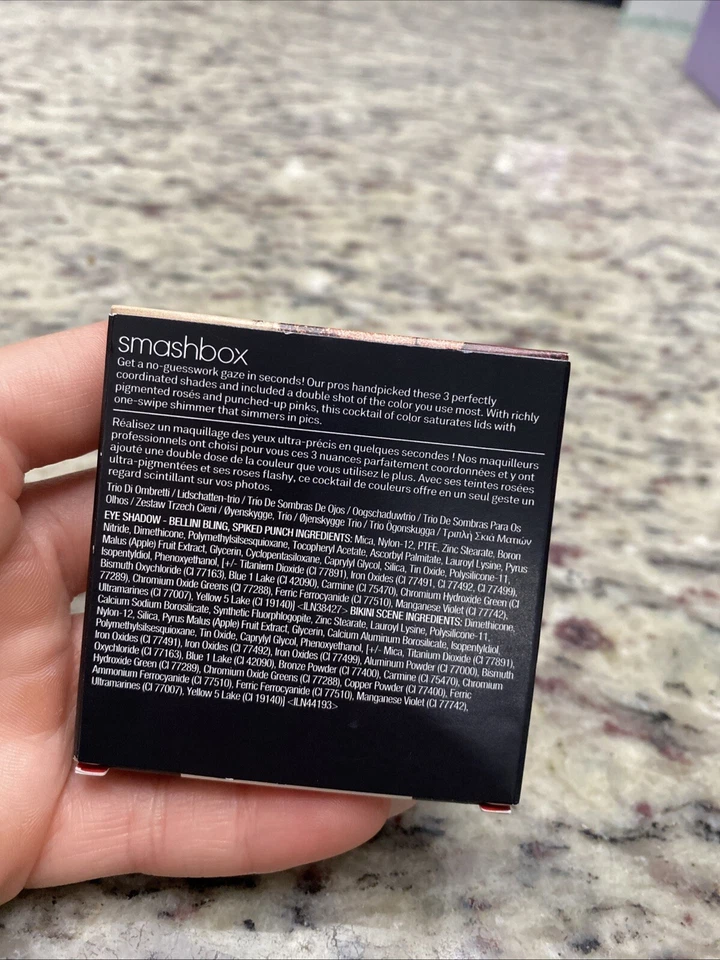 smashbox
Get a no-guesswork gaze in seconds! Our pros handpicked these 3 perfectly
coordinated shades and included a double shot of the color you use most. With richly
pigmented rosés and punched-up pinks, this cocktail of color saturates lids with
one-swipe shimmer that simmers in pics.
Réalisez un maquillage des yeux ultra-précis en quelques secondes ! Nos maquilleurs
professionnels ont choisi pour vous ces 3 nuances parfaitement coordonnées et y ont
ajouté une double dose de la couleur que vous utilisez le plus. Avec ses teintes rosées
ultra-pigmentées et ses roses flashy, ce cocktail de couleurs offre en un seul geste un
regard scintillant sur vos photos.
Trio Di Ombretti / Lidschatten-trio / Trío De Sombras De Ojos / Oogschaduwtrio / Trio De Sombras Para Os
Olhos / Zestaw Trzech Cieni / Øyenskygge, Trio / Øjenskygge Trio / Trio Ögonskugga / Τριπλή Σκιά Ματιών
EYE SHADOW - BELLINI BLING, SPIKED PUNCH INGREDIENTS: Mica, Nylon-12, PTFE, Zinc Stearate, Boron
Nitride, Dimethicone, Polymethylsilsesquioxane, Tocopheryl Acetate, Ascorbyl Palmitate, Lauroyl Lysine, Pyrus
Malus (Apple) Fruit Extract, Glycerin, Cyclopentasiloxane, Caprylyl Glycol, Silica, Tin Oxide, Polysilicone-11,
Isopentyldiol, Phenoxyethanol, [+/- Titanium Dioxide (CI 77891), Iron Oxides (CI 77491, CI 77492, CI 77499),
Bismuth Oxychloride (CI 77163), Blue 1 Lake (CI 42090), Carmine (CI 75470), Chromium Hydroxide Green (CI
77289), Chromium Oxide Greens (CI 77288), Ferric Ferrocyanide (CI 77510), Manganese Violet (CI 77742),
Ultramarines (CI 77007), Yellow 5 Lake (CI 19140)] <ILN38427> BIKINI SCENE INGREDIENTS: Dimethicone,
Calcium Sodium Borosilicate, Synthetic Fluorphlogopite, Zinc Stearate, Lauroyl Lysine, Polysilicone-11,
Nylon-12, Silica, Pyrus Malus (Apple) Fruit Extract, Glycerin, Calcium Aluminum Borosilicate, Isopentyldiol,
Polymethylsilsesquioxane, Tin Oxide, Caprylyl Glycol, Phenoxyethanol, [+/- Mica, Titanium Dioxide (CI 77891),
Iron Oxides (CI 77491), Iron Oxides (CI 77492), Iron Oxides (CI 77499), Aluminum Powder (CI 77000), Bismuth
Oxychloride (CI 77163), Blue 1 Lake (CI 42090), Bronze Powder (CI 77400), Carmine (CI 75470), Chromium
Hydroxide Green (CI 77289), Chromium Oxide Greens (CI 77288), Copper Powder (CI 77400), Ferric
Ammonium Ferrocyanide (CI 77510), Ferric Ferrocyanide (CI 77510), Manganese Violet (CI 77742),
Ultramarines (CI 77007), Yellow 5 Lake (CI 19140)] <ILN44193>